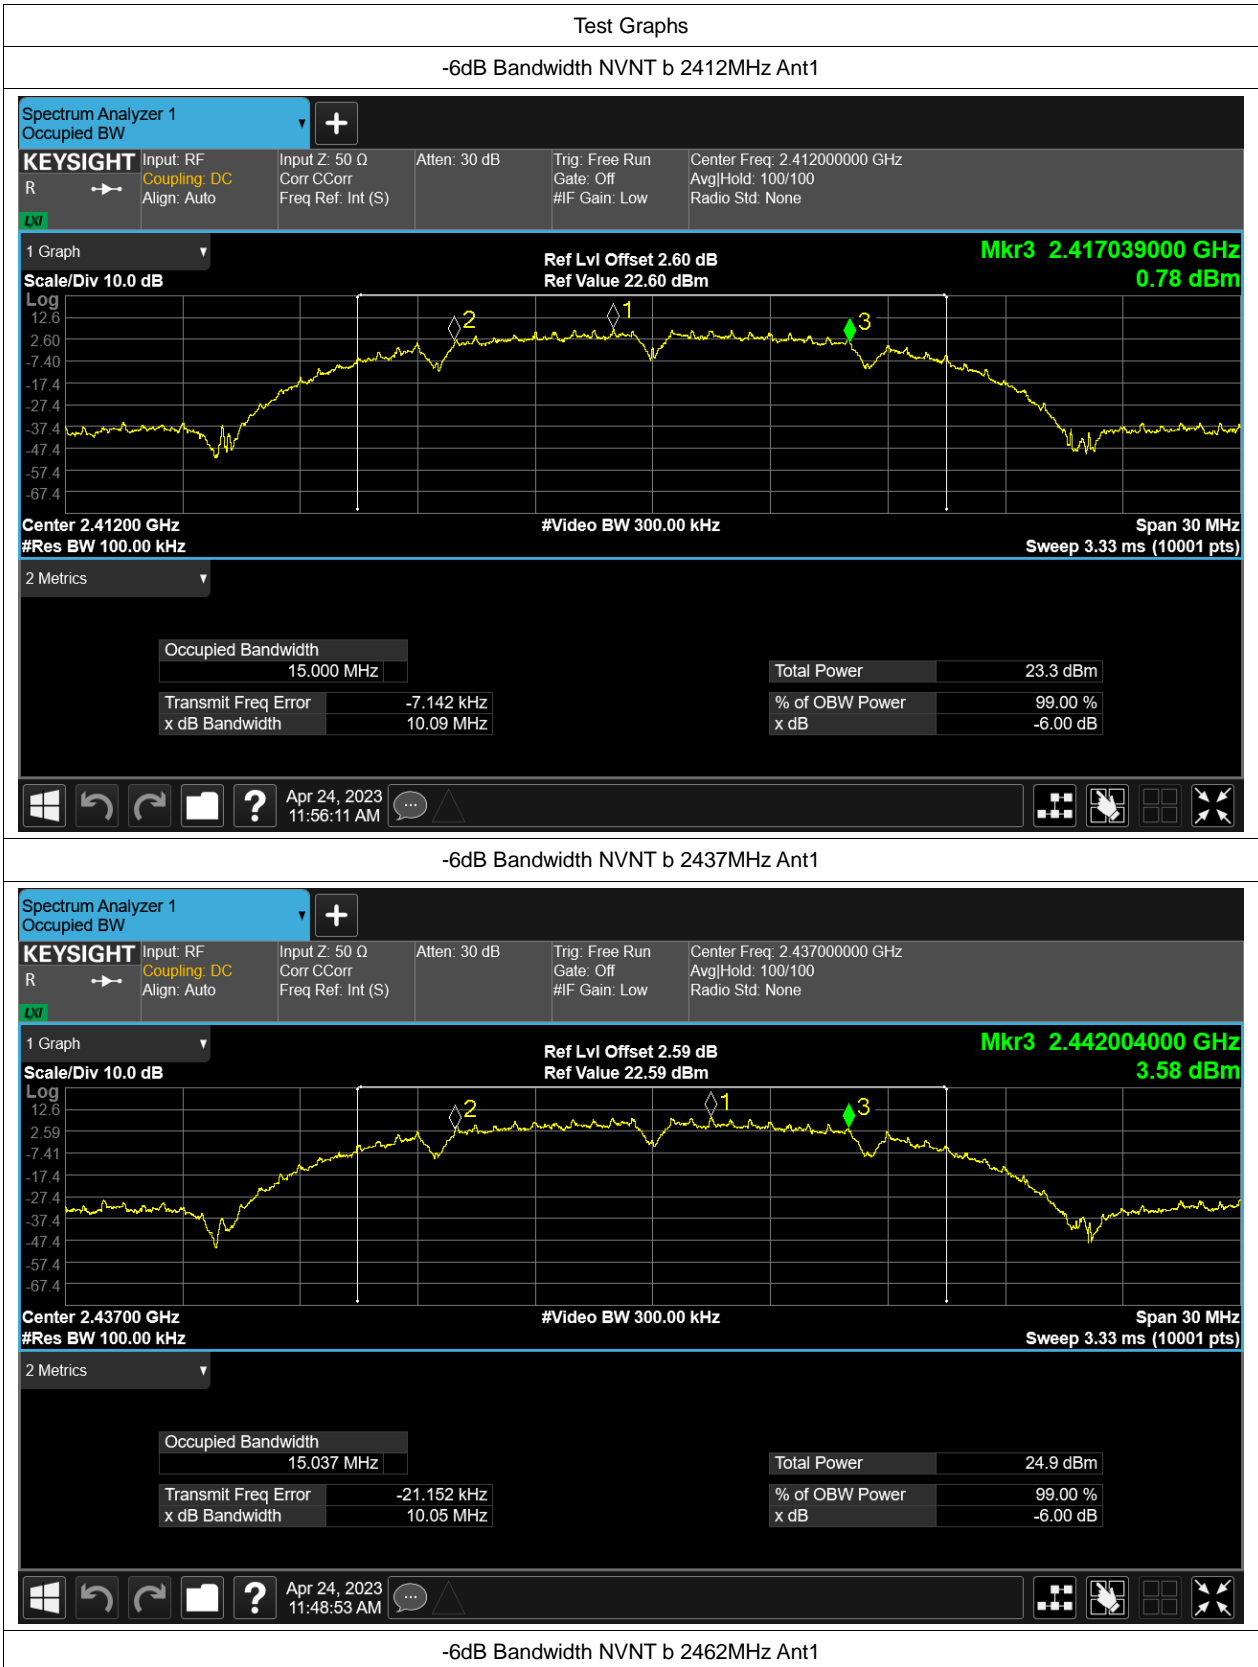 Test Graphs
-6dB Bandwidth NVNT b 2412MHz Ant1
Spectrum Analyzer 1
Occupied BW
KEYSIGHT Input: RF Input Z: 50 Ω Atten: 30 dB Trig: Free Run Center Freq: 2.412000000 GHz
R Coupling: DC Corr CCorr Gate: Off Avg|Hold: 100/100
Align: Auto Freq Ref: Int (S) #IF Gain: Low Radio Std: None
LXI
1 Graph Ref Lvl Offset 2.60 dB Mkr3 2.417039000 GHz
Scale/Div 10.0 dB Ref Value 22.60 dBm 0.78 dBm
Log
12.6
2.60
-7.40
-17.4
-27.4
-37.4
-47.4
-57.4
-67.4
2 1 3
Center 2.41200 GHz #Video BW 300.00 kHz Span 30 MHz
#Res BW 100.00 kHz Sweep 3.33 ms (10001 pts)
2 Metrics
Occupied Bandwidth
15.000 MHz Total Power 23.3 dBm
Transmit Freq Error -7.142 kHz % of OBW Power 99.00 %
x dB Bandwidth 10.09 MHz x dB -6.00 dB
? Apr 24, 2023
11:56:11 AM
-6dB Bandwidth NVNT b 2437MHz Ant1
Spectrum Analyzer 1
Occupied BW
KEYSIGHT Input: RF Input Z: 50 Ω Atten: 30 dB Trig: Free Run Center Freq: 2.437000000 GHz
R Coupling: DC Corr CCorr Gate: Off Avg|Hold: 100/100
Align: Auto Freq Ref: Int (S) #IF Gain: Low Radio Std: None
LXI
1 Graph Ref Lvl Offset 2.59 dB Mkr3 2.442004000 GHz
Scale/Div 10.0 dB Ref Value 22.59 dBm 3.58 dBm
Log
12.6
2.59
-7.41
-17.4
-27.4
-37.4
-47.4
-57.4
-67.4
2 1 3
Center 2.43700 GHz #Video BW 300.00 kHz Span 30 MHz
#Res BW 100.00 kHz Sweep 3.33 ms (10001 pts)
2 Metrics
Occupied Bandwidth
15.037 MHz Total Power 24.9 dBm
Transmit Freq Error -21.152 kHz % of OBW Power 99.00 %
x dB Bandwidth 10.05 MHz x dB -6.00 dB
? Apr 24, 2023
11:48:53 AM
-6dB Bandwidth NVNT b 2462MHz Ant1